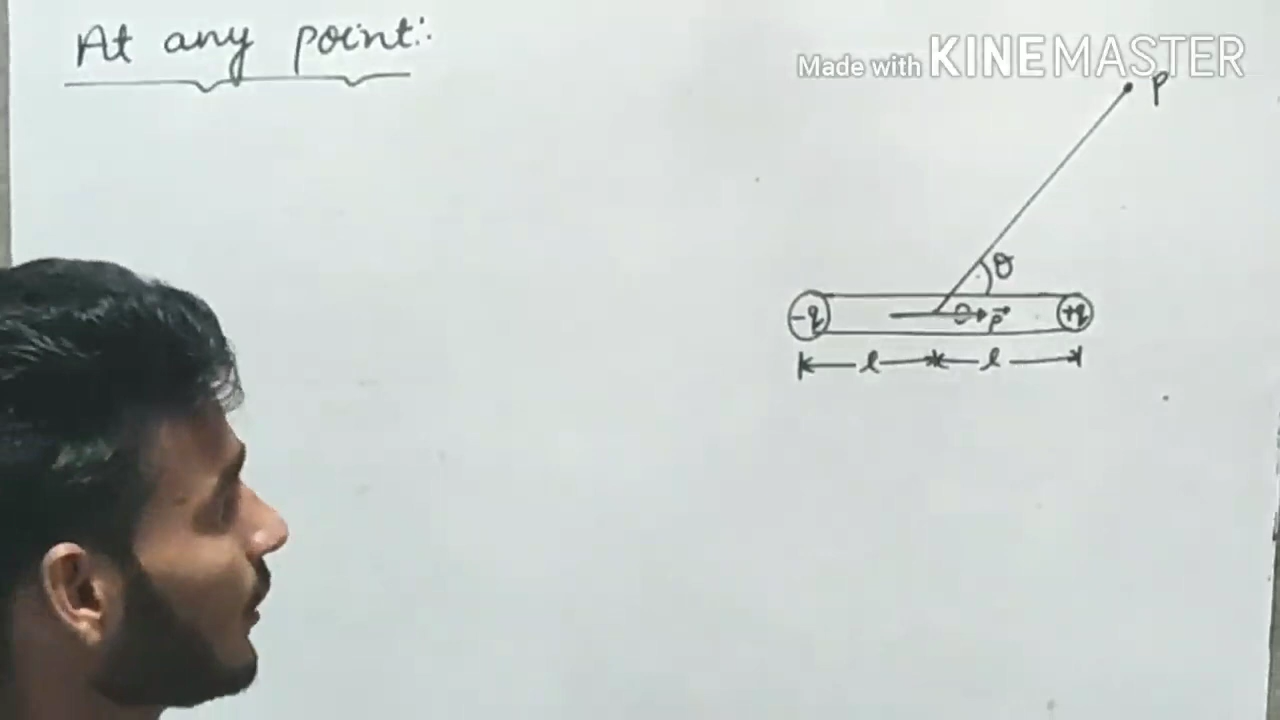 At any point:
Made with KINEMASTER
P
θ
-q O p⃗ +q
l l